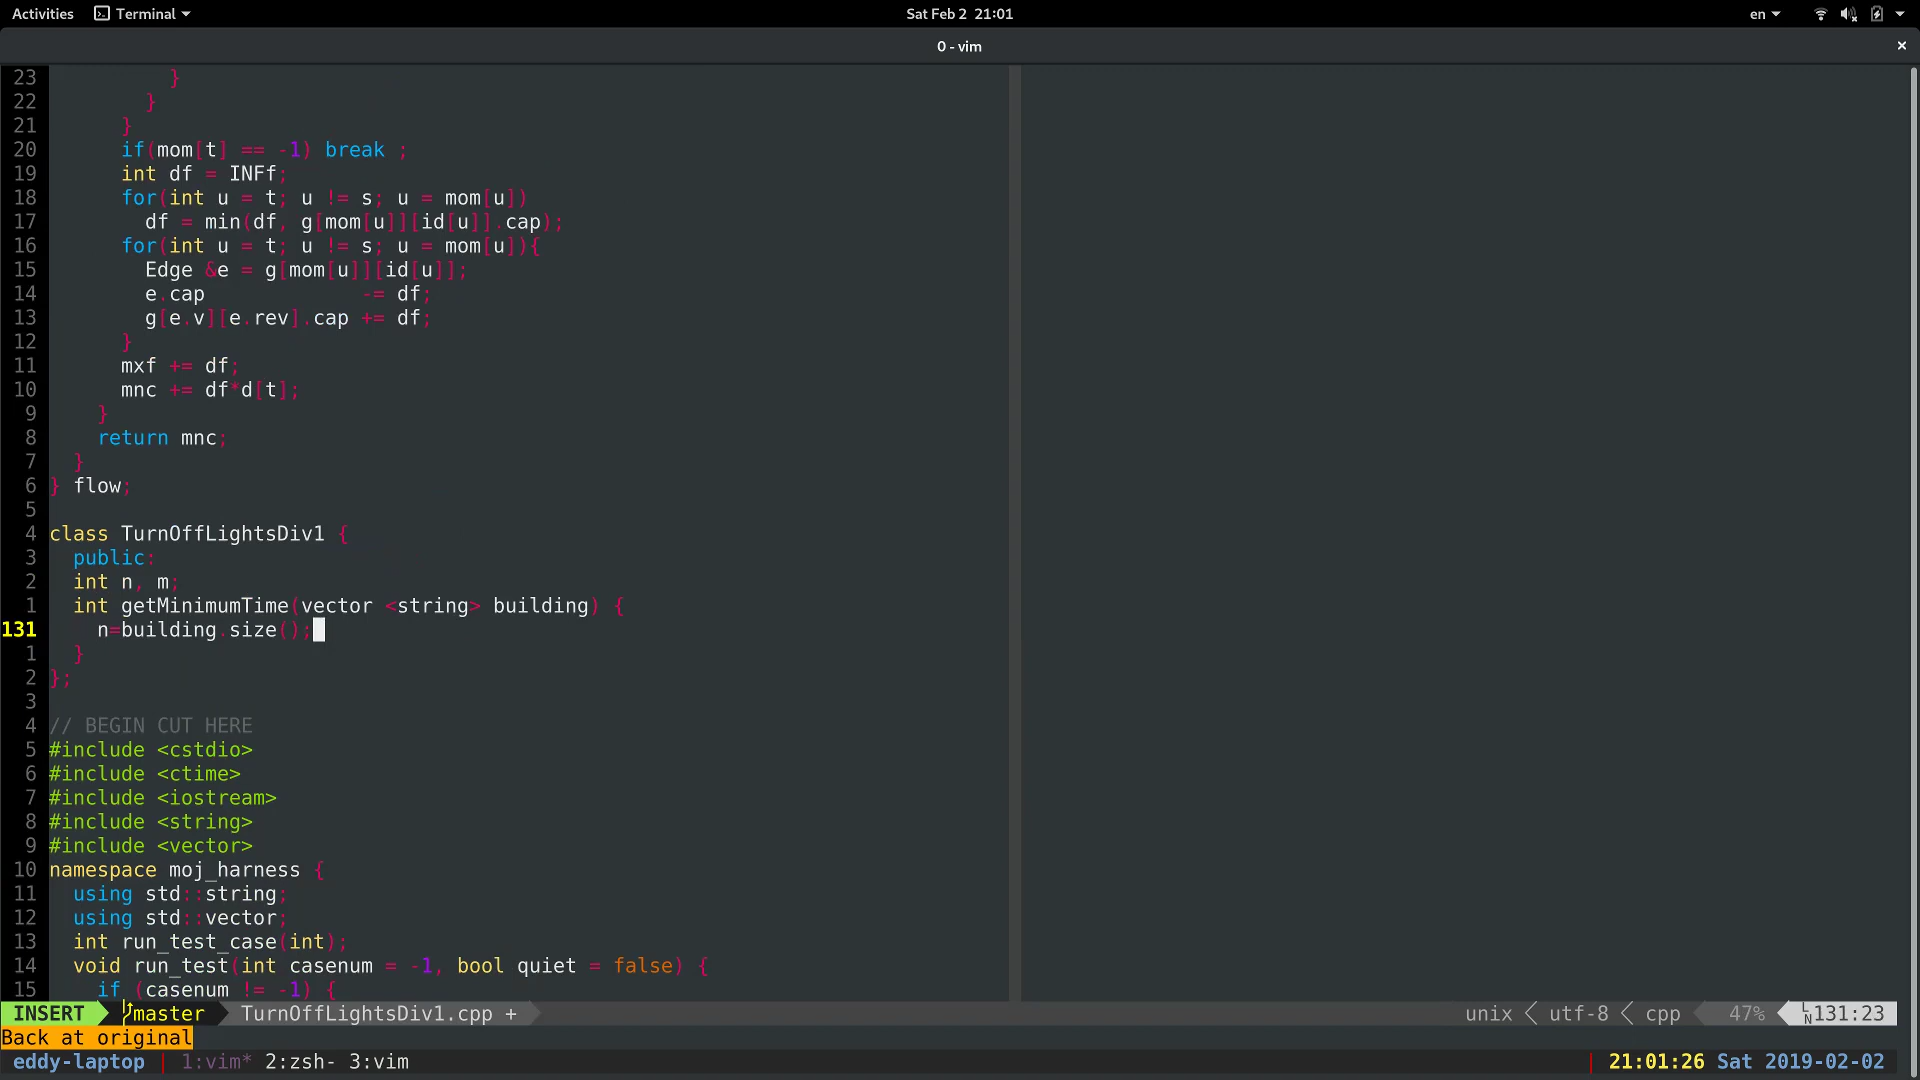 Activities Terminal Sat Feb 2 21:01 en
0 - vim
23 }
22 }
21 }
20 if(mom[t] == -1) break ;
19 int df = INFf;
18 for(int u = t; u != s; u = mom[u])
17 df = min(df, g[mom[u]][id[u]].cap);
16 for(int u = t; u != s; u = mom[u]){
15 Edge &e = g[mom[u]][id[u]];
14 e.cap -= df;
13 g[e.v][e.rev].cap += df;
12 }
11 mxf += df;
10 mnc += df*d[t];
9 }
8 return mnc;
7 }
6 } flow;
5
4 class TurnOffLightsDiv1 {
3 public:
2 int n, m;
1 int getMinimumTime(vector <string> building) {
131 n=building.size();
1 }
2 };
3
4 // BEGIN CUT HERE
5 #include <cstdio>
6 #include <ctime>
7 #include <iostream>
8 #include <string>
9 #include <vector>
10 namespace moj_harness {
11 using std::string;
12 using std::vector;
13 int run_test_case(int);
14 void run_test(int casenum = -1, bool quiet = false) {
15 if (casenum != -1) {
INSERT master TurnOffLightsDiv1.cpp + unix utf-8 cpp 47% LN 131:23
Back at original
eddy-laptop | 1:vim* 2:zsh- 3:vim | 21:01:26 Sat 2019-02-02